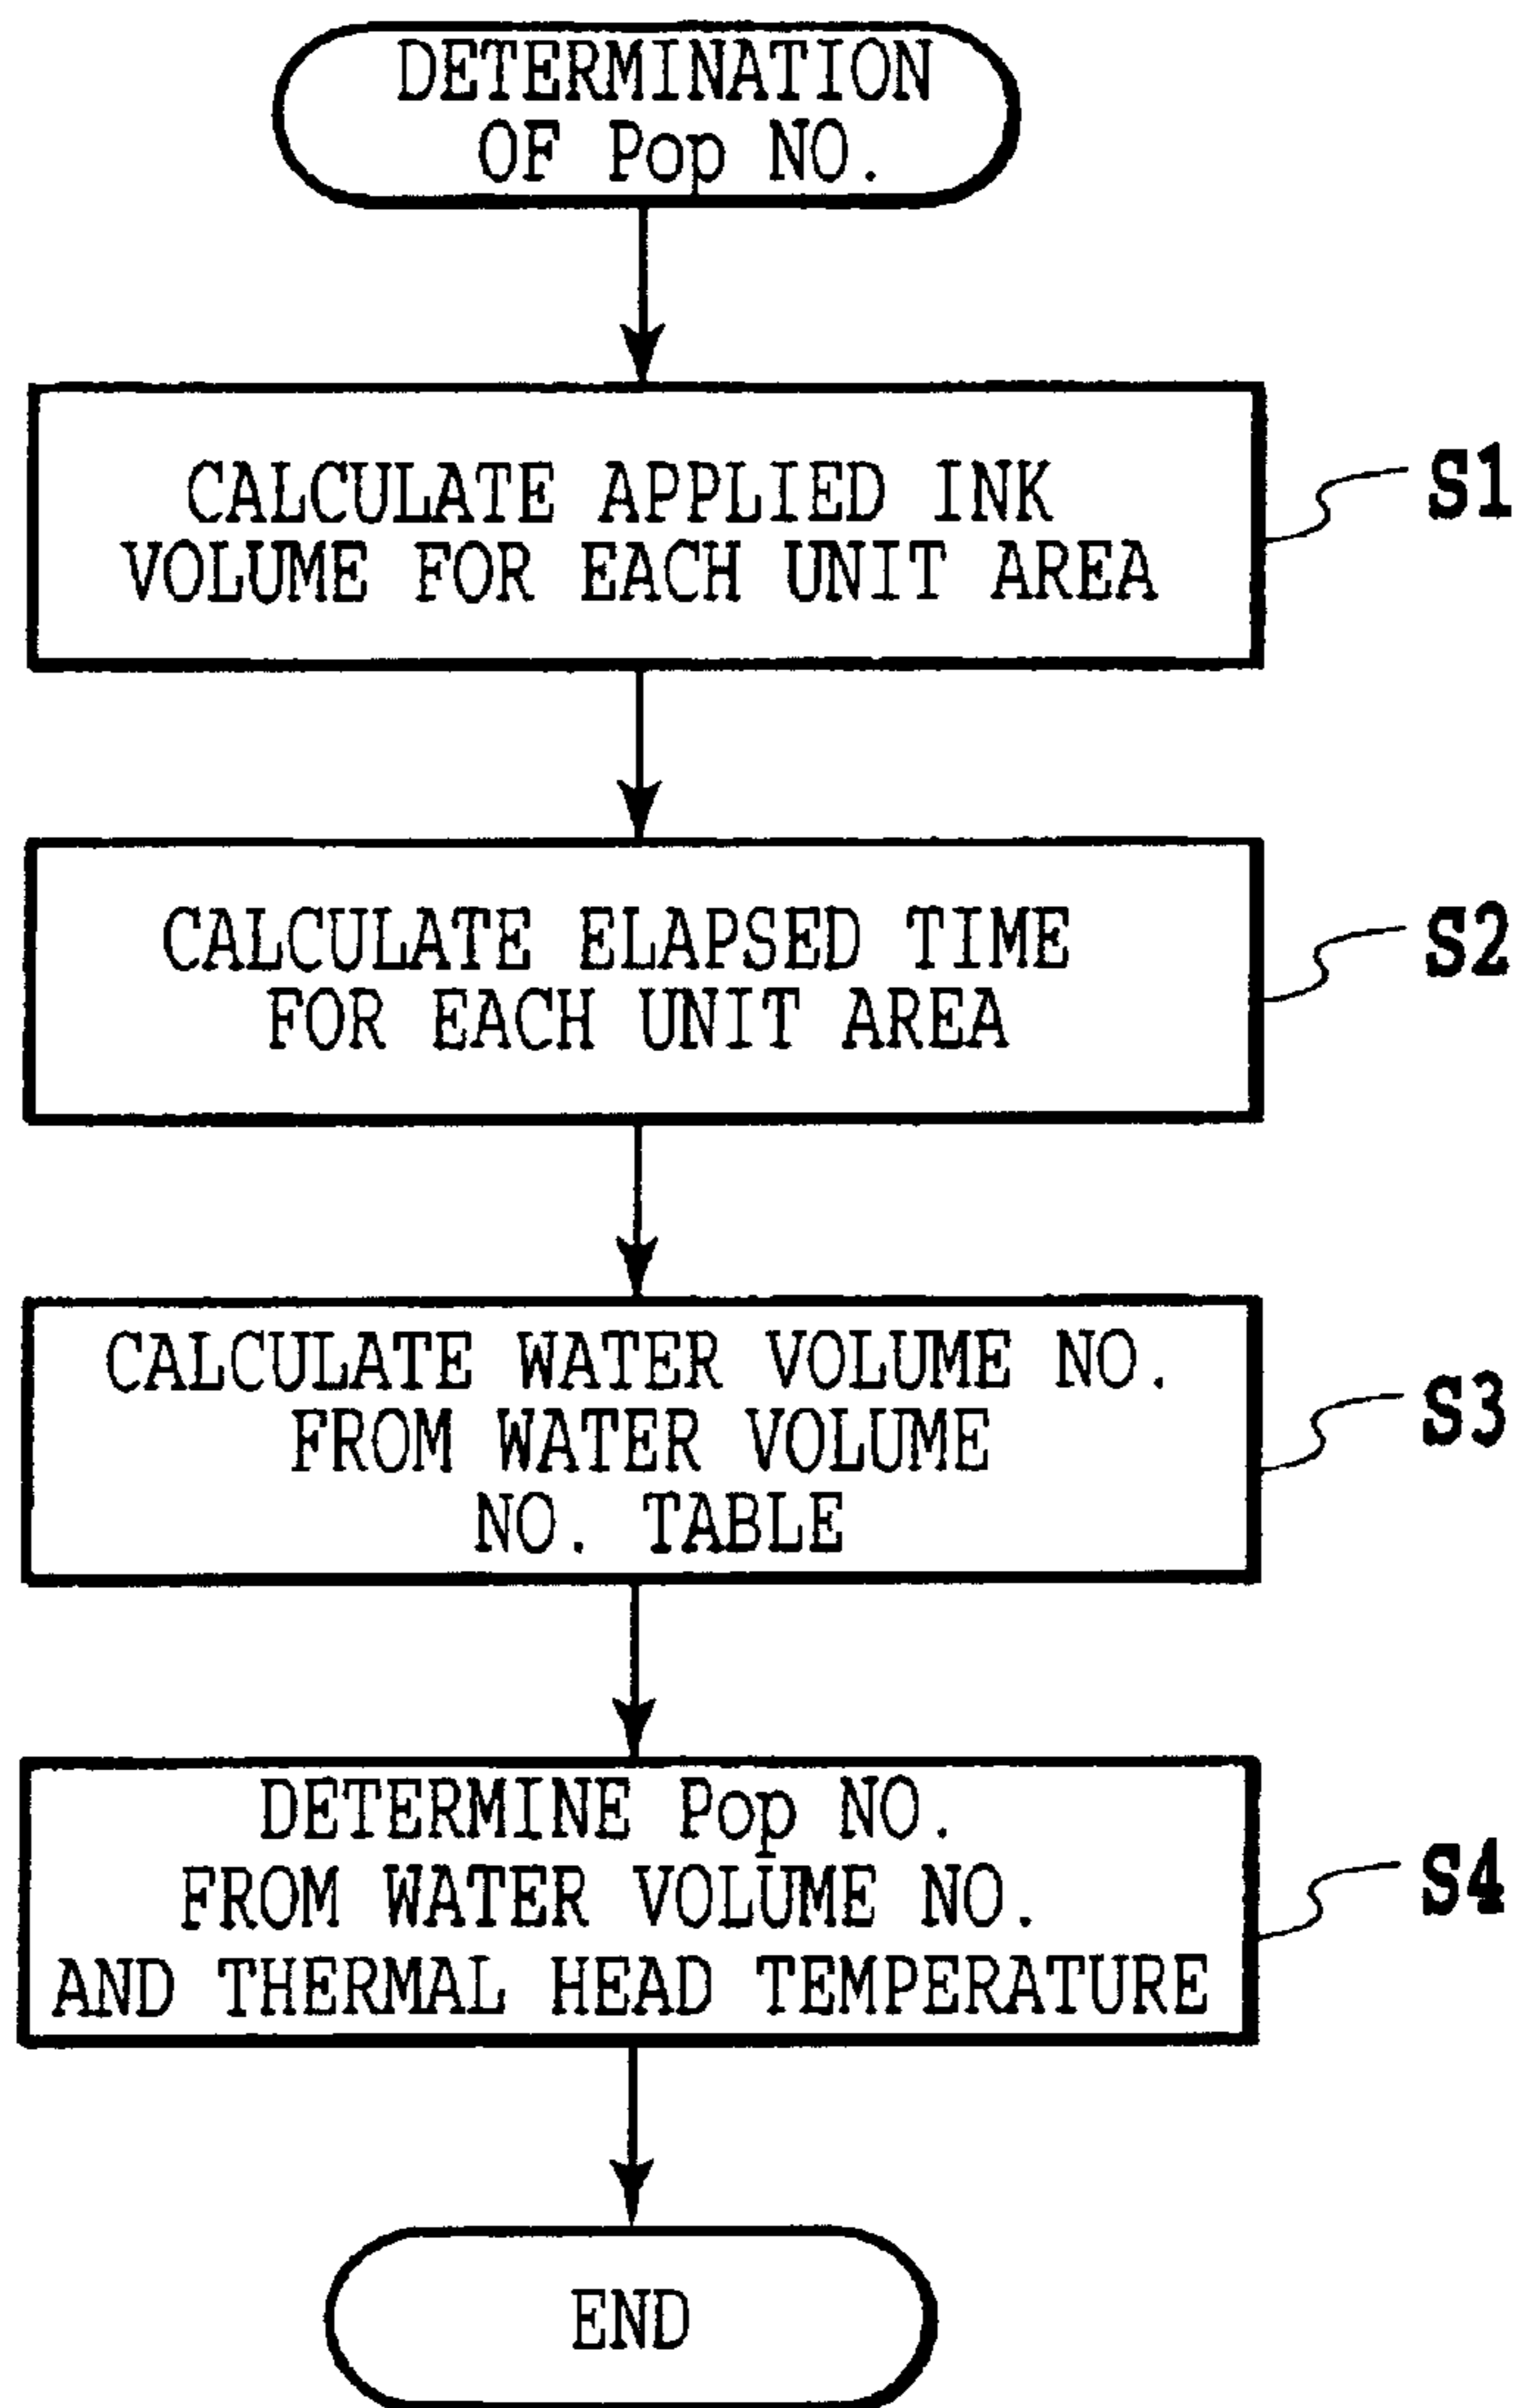 DETERMINATION
OF Pop NO.
CALCULATE APPLIED INK
VOLUME FOR EACH UNIT AREA
S1
CALCULATE ELAPSED TIME
FOR EACH UNIT AREA
S2
CALCULATE WATER VOLUME NO.
FROM WATER VOLUME
NO. TABLE
S3
DETERMINE Pop NO.
FROM WATER VOLUME NO.
AND THERMAL HEAD TEMPERATURE
S4
END